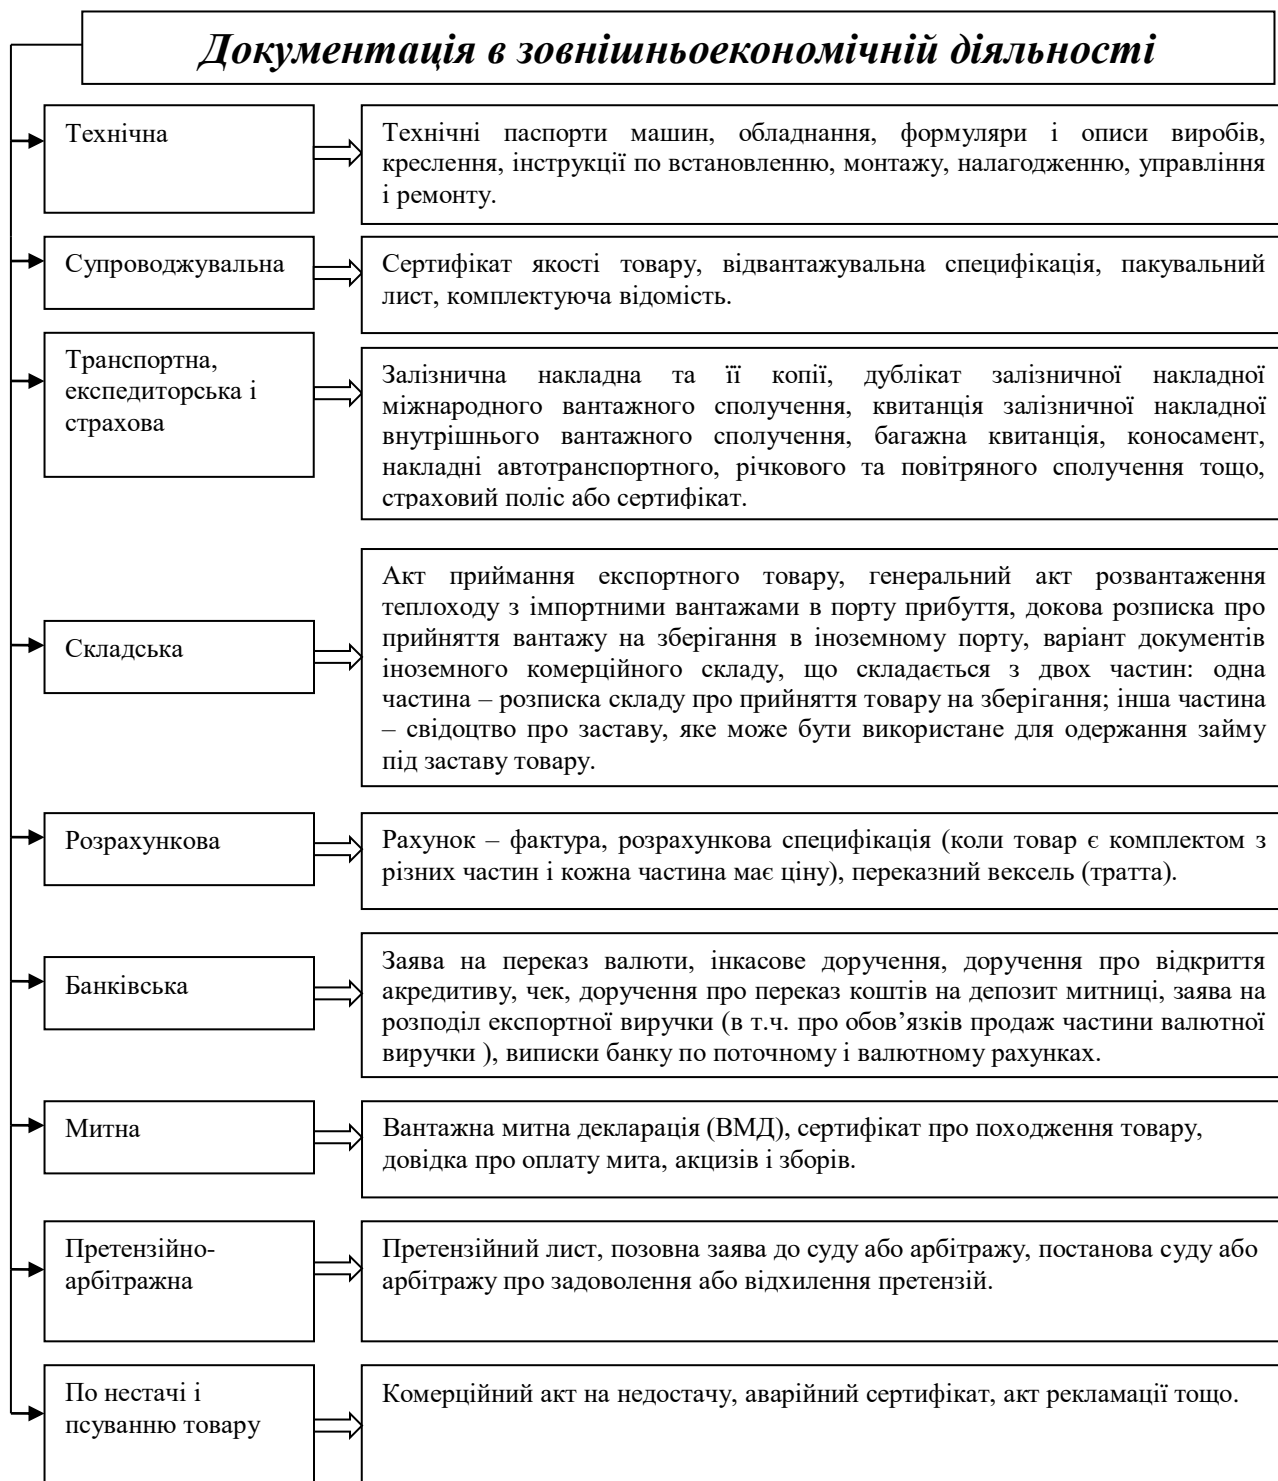 Документація в зовнішньоекономічній діяльності
Технічна
Технічні паспорти машин, обладнання, формуляри і описи виробів,
креслення, інструкції по встановленню, монтажу, налагодженню, управління
і ремонту.
Супроводжувальна
Сертифікат якості товару, відвантажувальна специфікація, пакувальний
лист, комплектуюча відомість.
Транспортна,
експедиторська і
страхова
Залізнична накладна та її копії, дублікат залізничної накладної
міжнародного вантажного сполучення, квитанція залізничної накладної
внутрішнього вантажного сполучення, багажна квитанція, коносамент,
накладні автотранспортного, річкового та повітряного сполучення тощо,
страховий поліс або сертифікат.
Складська
Акт приймання експортного товару, генеральний акт розвантаження
теплоходу з імпортними вантажами в порту прибуття, докова розписка про
прийняття вантажу на зберігання в іноземному порту, варіант документів
іноземного комерційного складу, що складається з двох частин: одна
частина – розписка складу про прийняття товару на зберігання; інша частина
– свідоцтво про заставу, яке може бути використане для одержання займу
під заставу товару.
Розрахункова
Рахунок – фактура, розрахункова специфікація (коли товар є комплектом з
різних частин і кожна частина має ціну), переказний вексель (тратта).
Банківська
Заява на переказ валюти, інкасове доручення, доручення про відкриття
акредитиву, чек, доручення про переказ коштів на депозит митниці, заява на
розподіл експортної виручки (в т.ч. про обов’язків продаж частини валютної
виручки ), виписки банку по поточному і валютному рахунках.
Митна
Вантажна митна декларація (ВМД), сертифікат про походження товару,
довідка про оплату мита, акцизів і зборів.
Претензійно-
арбітражна
Претензійний лист, позовна заява до суду або арбітражу, постанова суду або
арбітражу про задоволення або відхилення претензій.
По нестачі і
псуванню товару
Комерційний акт на недостачу, аварійний сертифікат, акт рекламації тощо.